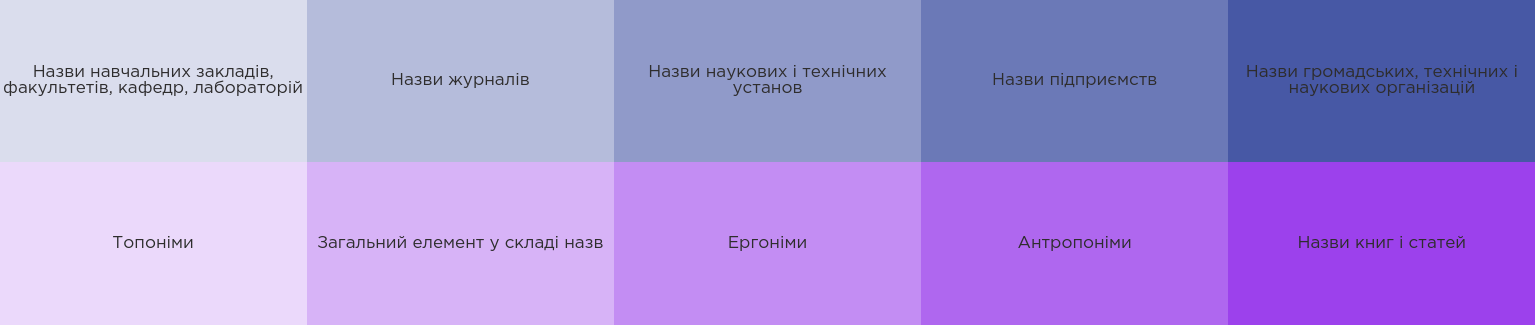 Назви навчальних закладів,
факультетів, кафедр, лабораторій
Назви журналів
Назви наукових і технічних
установ
Назви підприємств
Назви громадських, технічних і
наукових організацій
Топоніми
Загальний елемент у складі назв
Ергоніми
Антропоніми
Назви книг і статей